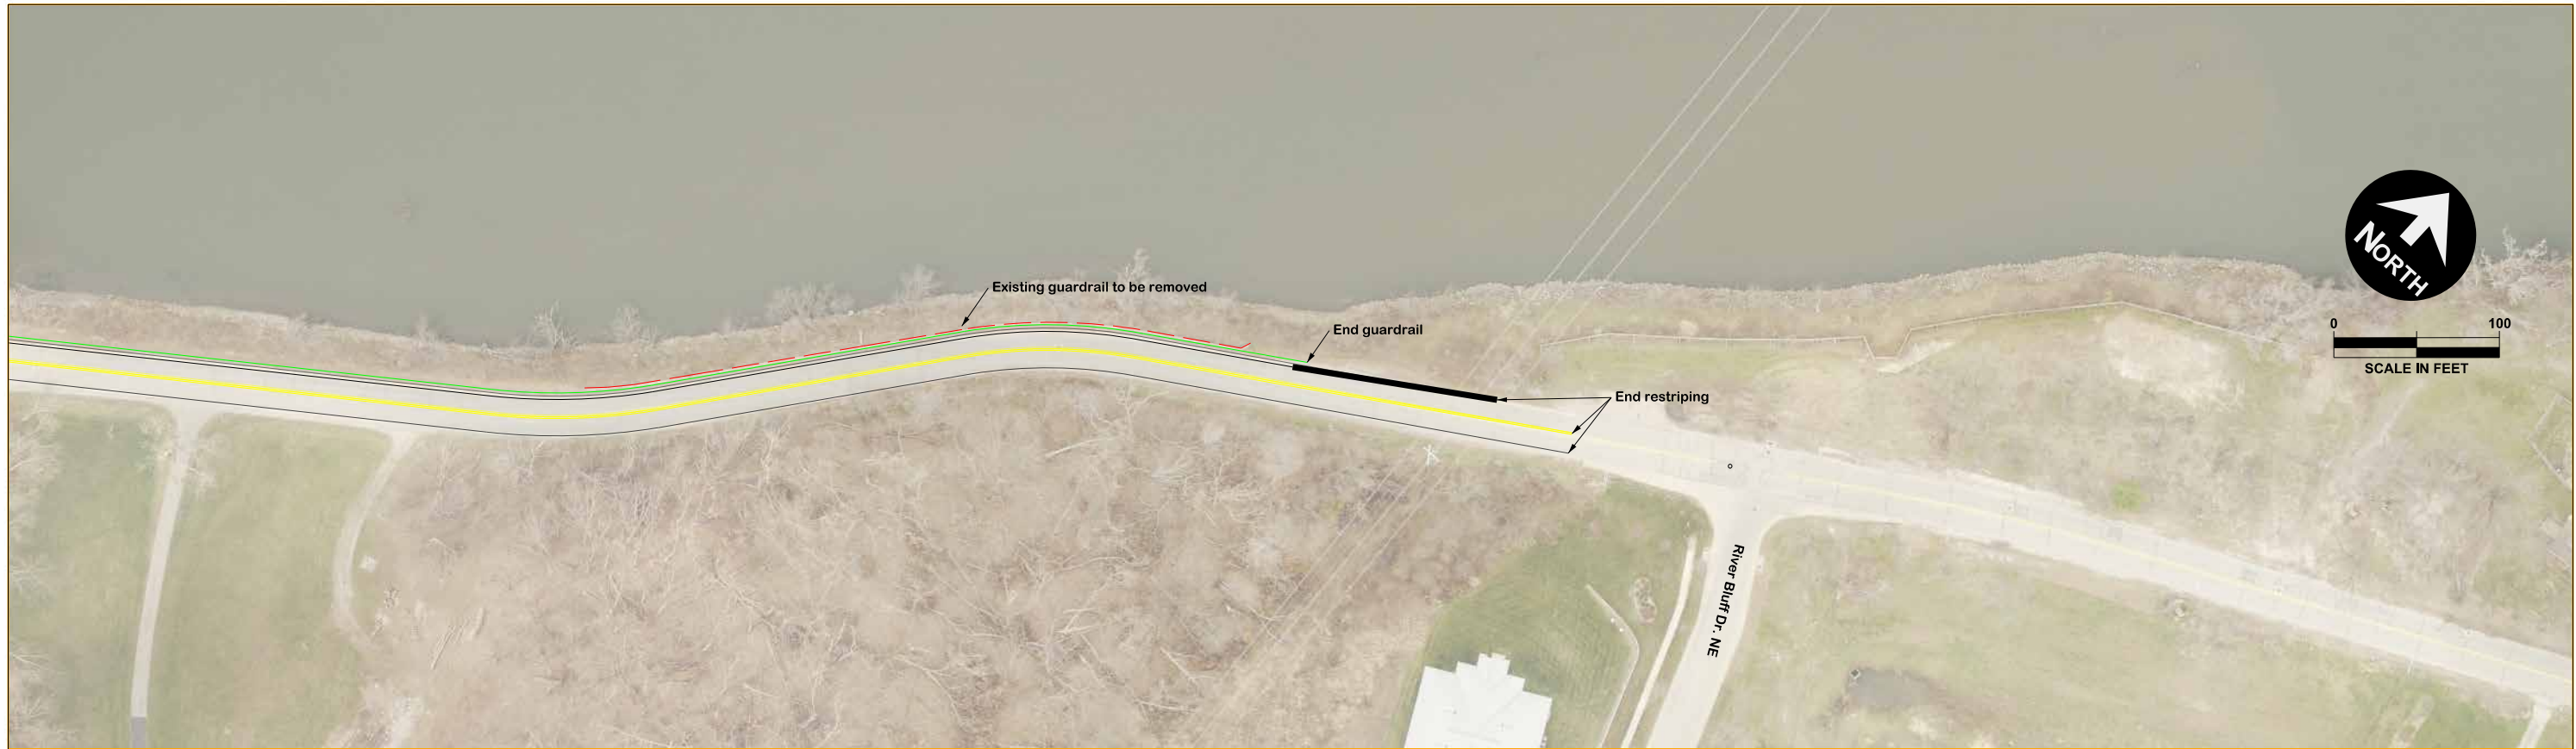 Existing guardrail to be removed
End guardrail
End restriping
NORTH
0 100
SCALE IN FEET
River Bluff Dr. NE